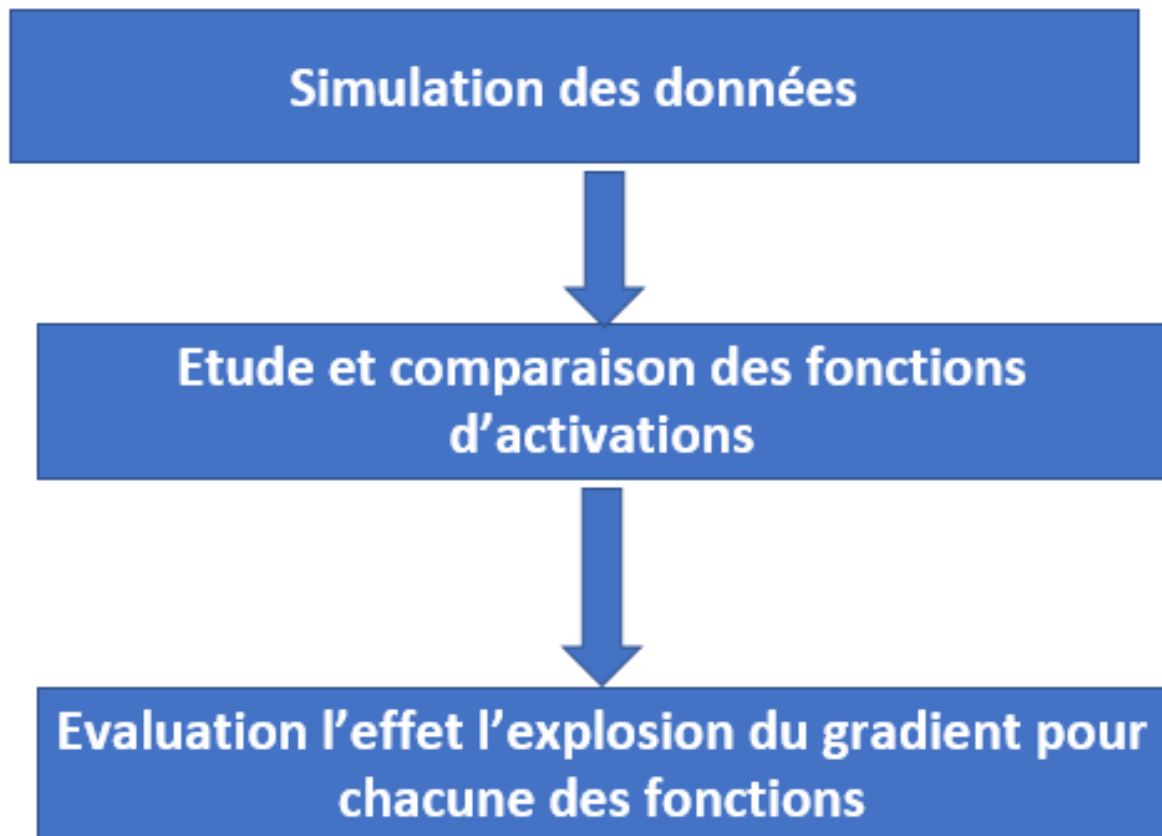 Simulation des données
Etude et comparaison des fonctions
d’activations
Evaluation l’effet l’explosion du gradient pour
chacune des fonctions